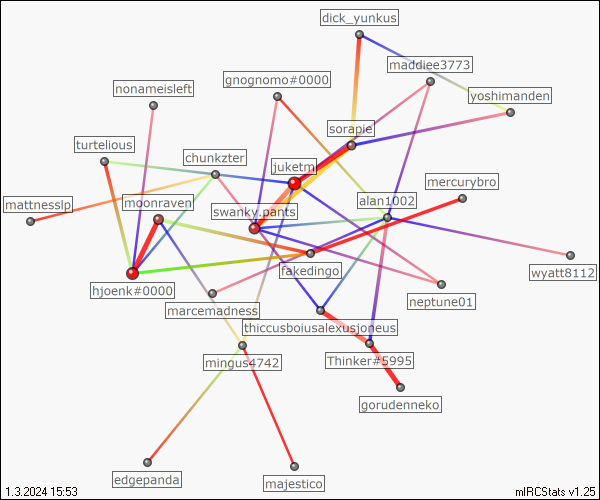 dick_yunkus
maddiee3773
gnognomo#0000
nonameisleft
yoshimanden
sorapie
turtelious
chunkzter
juketm
mercurybro
mattnesslp
moonraven
alan1002
swanky.pants
fakedingo
wyatt8112
hjoenk#0000
neptune01
marcemadness
thiccusboiusalexusjoneus
mingus4742
Thinker#5995
gorudenneko
edgepanda
majestico
1.3.2024 15:53
mIRCStats v1.25